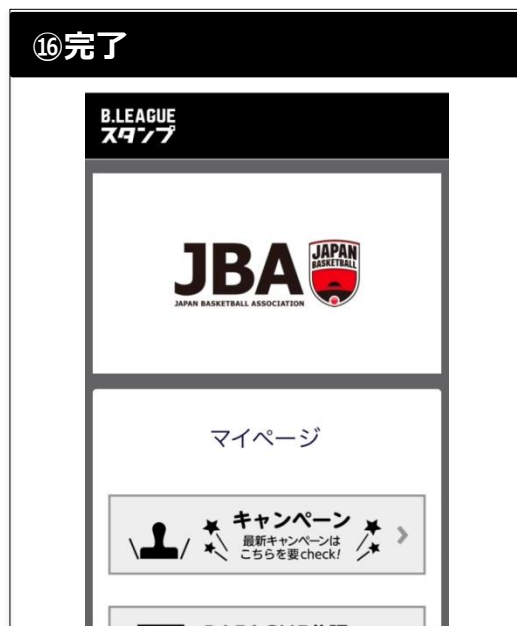 ⑯完了
B.LEAGUE
スタンプ
JBA
JAPAN BASKETBALL ASSOCIATION
JAPAN
BASKETBALL
マイページ
キャンペーン
最新キャンペーンは
こちらを要check!